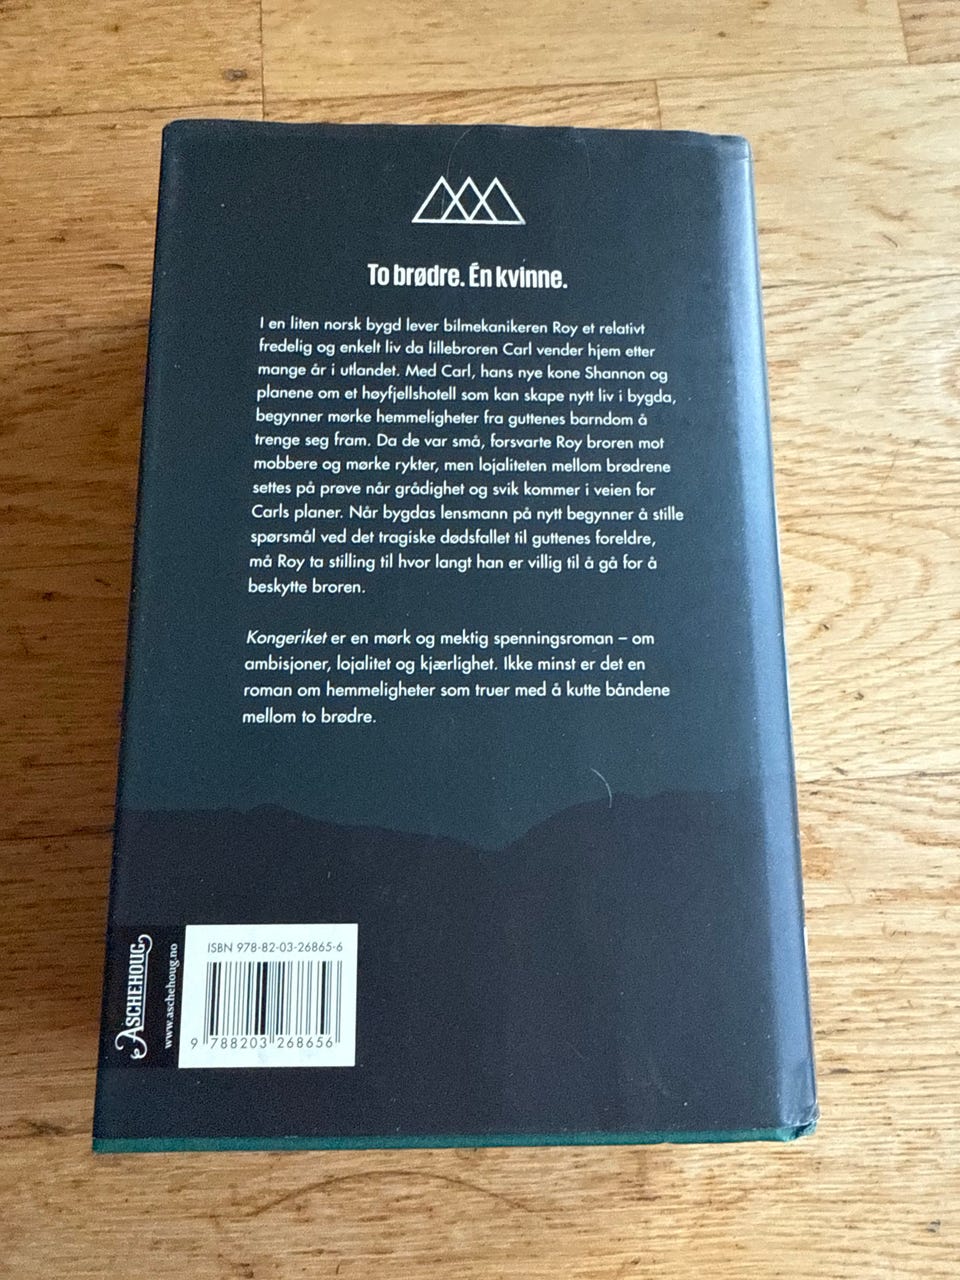 To brødre. Én kvinne.
I en liten norsk bygd lever bilmekanikeren Roy et relativt
fredelig og enkelt liv da lillebroren Carl vender hjem etter
mange år i utlandet. Med Carl, hans nye kone Shannon og
planene om et høyfjellshotell som kan skape nytt liv i bygda,
begynner mørke hemmeligheter fra guttenes barndom å
trenge seg fram. Da de var små, forsvarte Roy broren mot
mobbere og mørke rykter, men lojaliteten mellom brødrene
settes på prøve når grådighet og svik kommer i veien for
Carls planer. Når bygdas lensmann på nytt begynner å stille
spørsmål ved det tragiske dødsfallet til guttenes foreldre,
må Roy ta stilling til hvor langt han er villig til å gå for å
beskytte broren.
Kongeriket er en mørk og mektig spenningsroman – om
ambisjoner, lojalitet og kjærlighet. Ikke minst er det en
roman om hemmeligheter som truer med å kutte båndene
mellom to brødre.
ASCHEHOUG
www.aschehoug.no
ISBN 978-82-03-26865-6
9 788203 268656